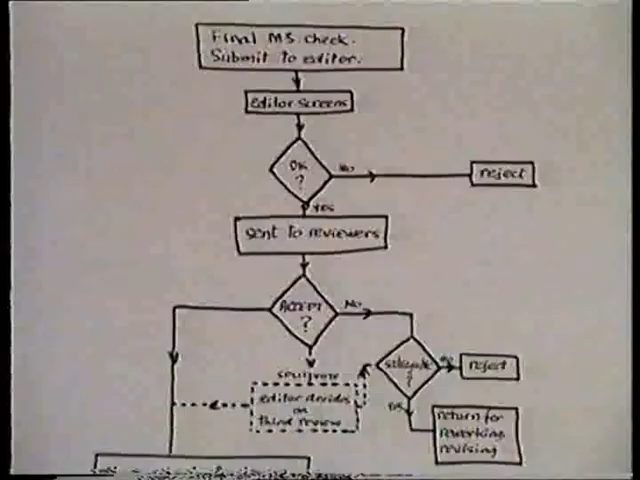 Final MS check.
Submit to editor.
Editor screens
OK
?
No
reject
Yes
Sent to reviewers
ACCEPT
?
No
split vote
editor decides
on
third review
salvageable
?
No
reject
Yes
return for
reworking
revising